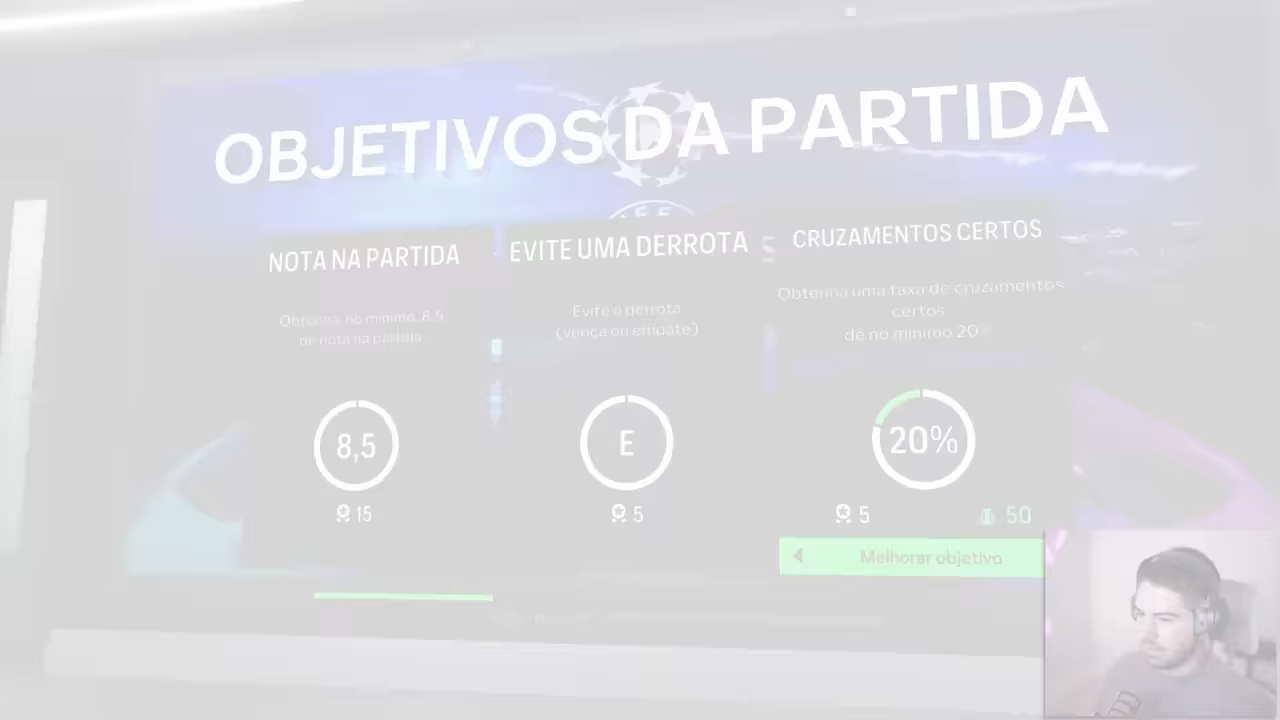 OBJETIVOS DA PARTIDA
NOTA NA PARTIDA
EVITE UMA DERROTA
CRUZAMENTOS CERTOS
Obtenha, no mínimo, 8,5
de nota na partida
Evite a derrota
(vença ou empate)
Obtenha uma taxa de cruzamentos
certos
de no mínimo 20
8,5
E
20%
15
5
5
50
Melhorar objetivo